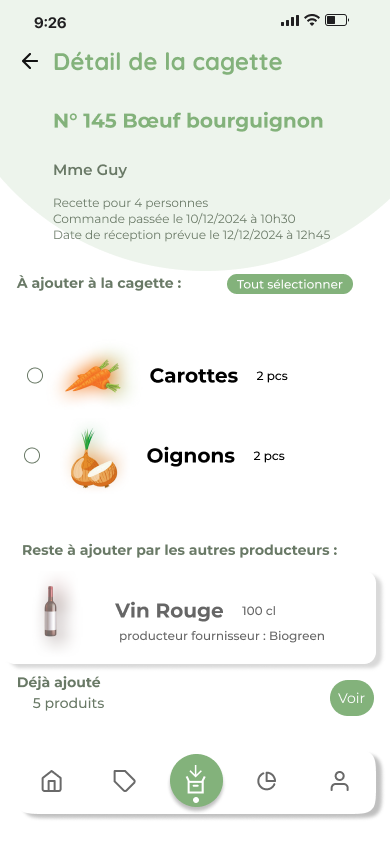 9:26
Détail de la cagette
N° 145 Bœuf bourguignon
Mme Guy
Recette pour 4 personnes
Commande passée le 10/12/2024 à 10h30
Date de réception prévue le 12/12/2024 à 12h45
À ajouter à la cagette :
Tout sélectionner
Carottes 2 pcs
Oignons 2 pcs
Reste à ajouter par les autres producteurs :
Vin Rouge 100 cl
producteur fournisseur : Biogreen
Déjà ajouté
5 produits
Voir